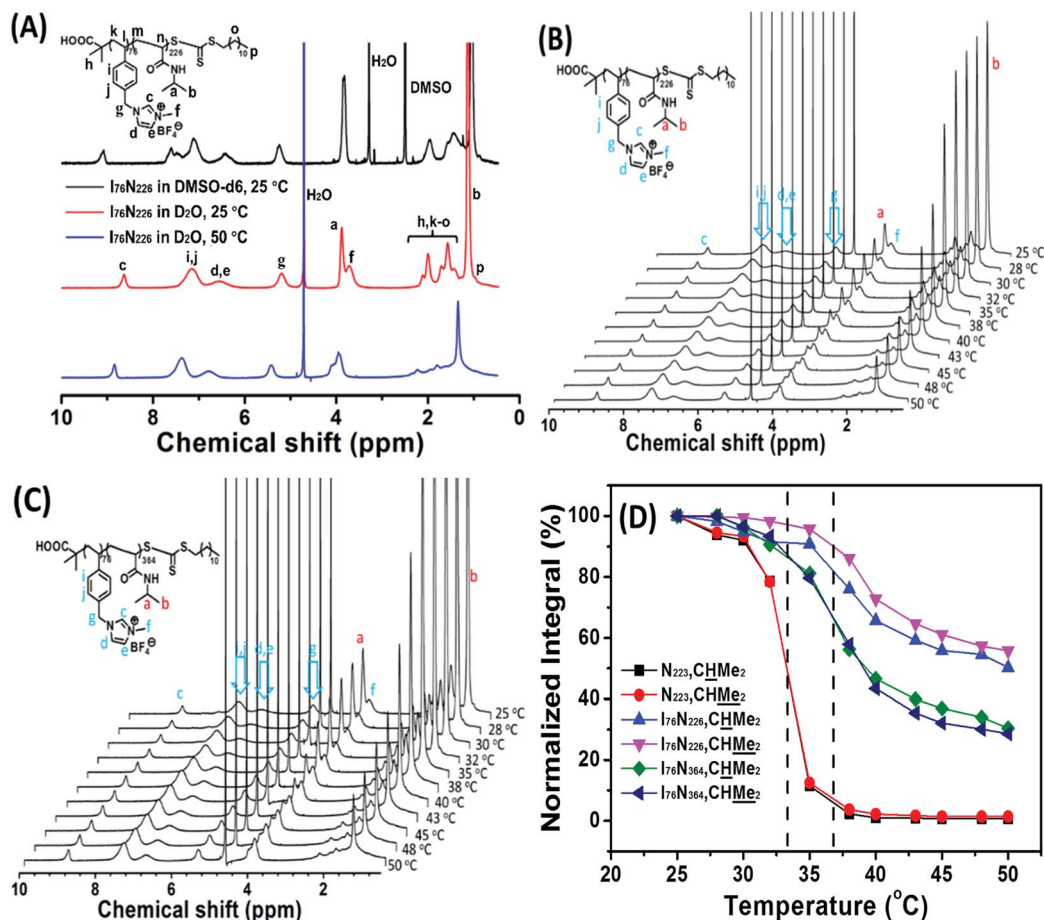 (A)
k l m n o
HOOC 76 226 S S S 10 p
h
i
j
g
c
d
e
f
BF₄⊖
O
N
H
a
b
H₂O
DMSO
I₇₆N₂₂₆ in DMSO-d6, 25 °C
I₇₆N₂₂₆ in D₂O, 25 °C
I₇₆N₂₂₆ in D₂O, 50 °C
H₂O
c
i,j
d,e
g
a
f
h,k-o
b
p
10 8 6 4 2 0
Chemical shift (ppm)
(B)
HOOC 76 226 S S S 10
i
j
g
c
d
e
f
BF₄⊖
O
NH
a
b
c
i,j
d,e
g
a
f
b
25 °C
28 °C
30 °C
32 °C
35 °C
38 °C
40 °C
43 °C
45 °C
48 °C
50 °C
10 8 6 4 2
Chemical shift (ppm)
(C)
HOOC 76 364 S S S 10
i
j
g
c
d
e
f
BF₄⊖
O
NH
a
b
c
i,j
d,e
g
a
f
b
25 °C
28 °C
30 °C
32 °C
35 °C
38 °C
40 °C
43 °C
45 °C
48 °C
50 °C
10 8 6 4 2 0
Chemical shift (ppm)
(D)
Normalized Integral (%)
100
80
60
40
20
0
N₂₂₃,CHMe₂
N₂₂₃,CHMe₂
I₇₆N₂₂₆,CHMe₂
I₇₆N₂₂₆,CHMe₂
I₇₆N₃₆₄,CHMe₂
I₇₆N₃₆₄,CHMe₂
25 30 35 40 45 50
Temperature (°C)